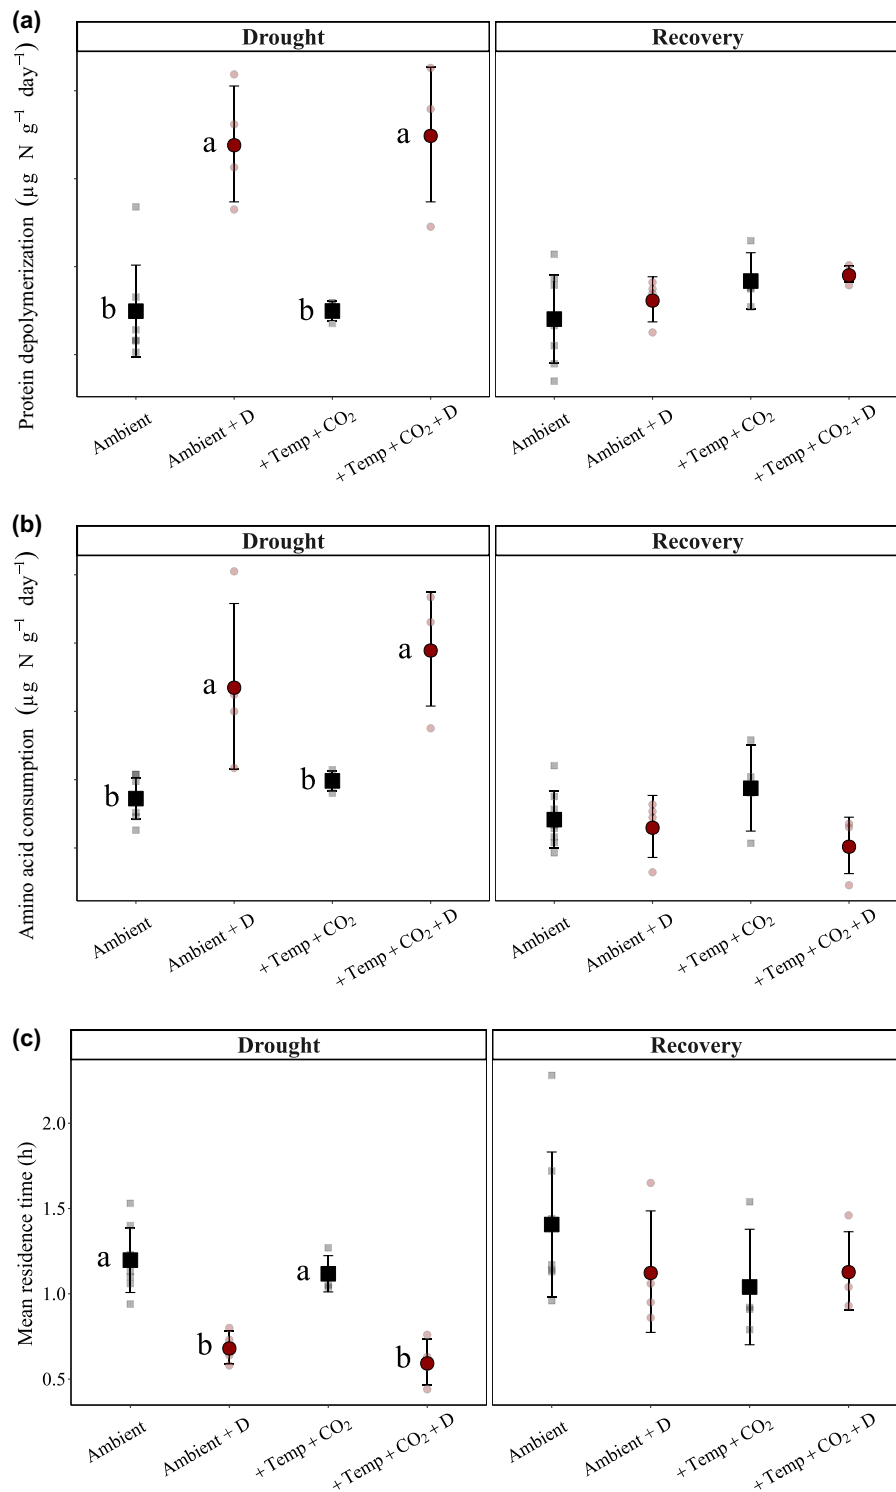 (a)
Drought
Recovery
Protein depolymerization (μg N g⁻¹ day⁻¹)
a
a
b
b
Ambient
Ambient + D
+Temp+CO₂
+Temp+CO₂+D
Ambient
Ambient + D
+Temp+CO₂
+Temp+CO₂+D
(b)
Drought
Recovery
Amino acid consumption (μg N g⁻¹ day⁻¹)
a
a
b
b
Ambient
Ambient + D
+Temp+CO₂
+Temp+CO₂+D
Ambient
Ambient + D
+Temp+CO₂
+Temp+CO₂+D
(c)
Drought
Recovery
Mean residence time (h)
2.0
1.5
1.0
0.5
a
a
b
b
Ambient
Ambient + D
+Temp+CO₂
+Temp+CO₂+D
Ambient
Ambient + D
+Temp+CO₂
+Temp+CO₂+D